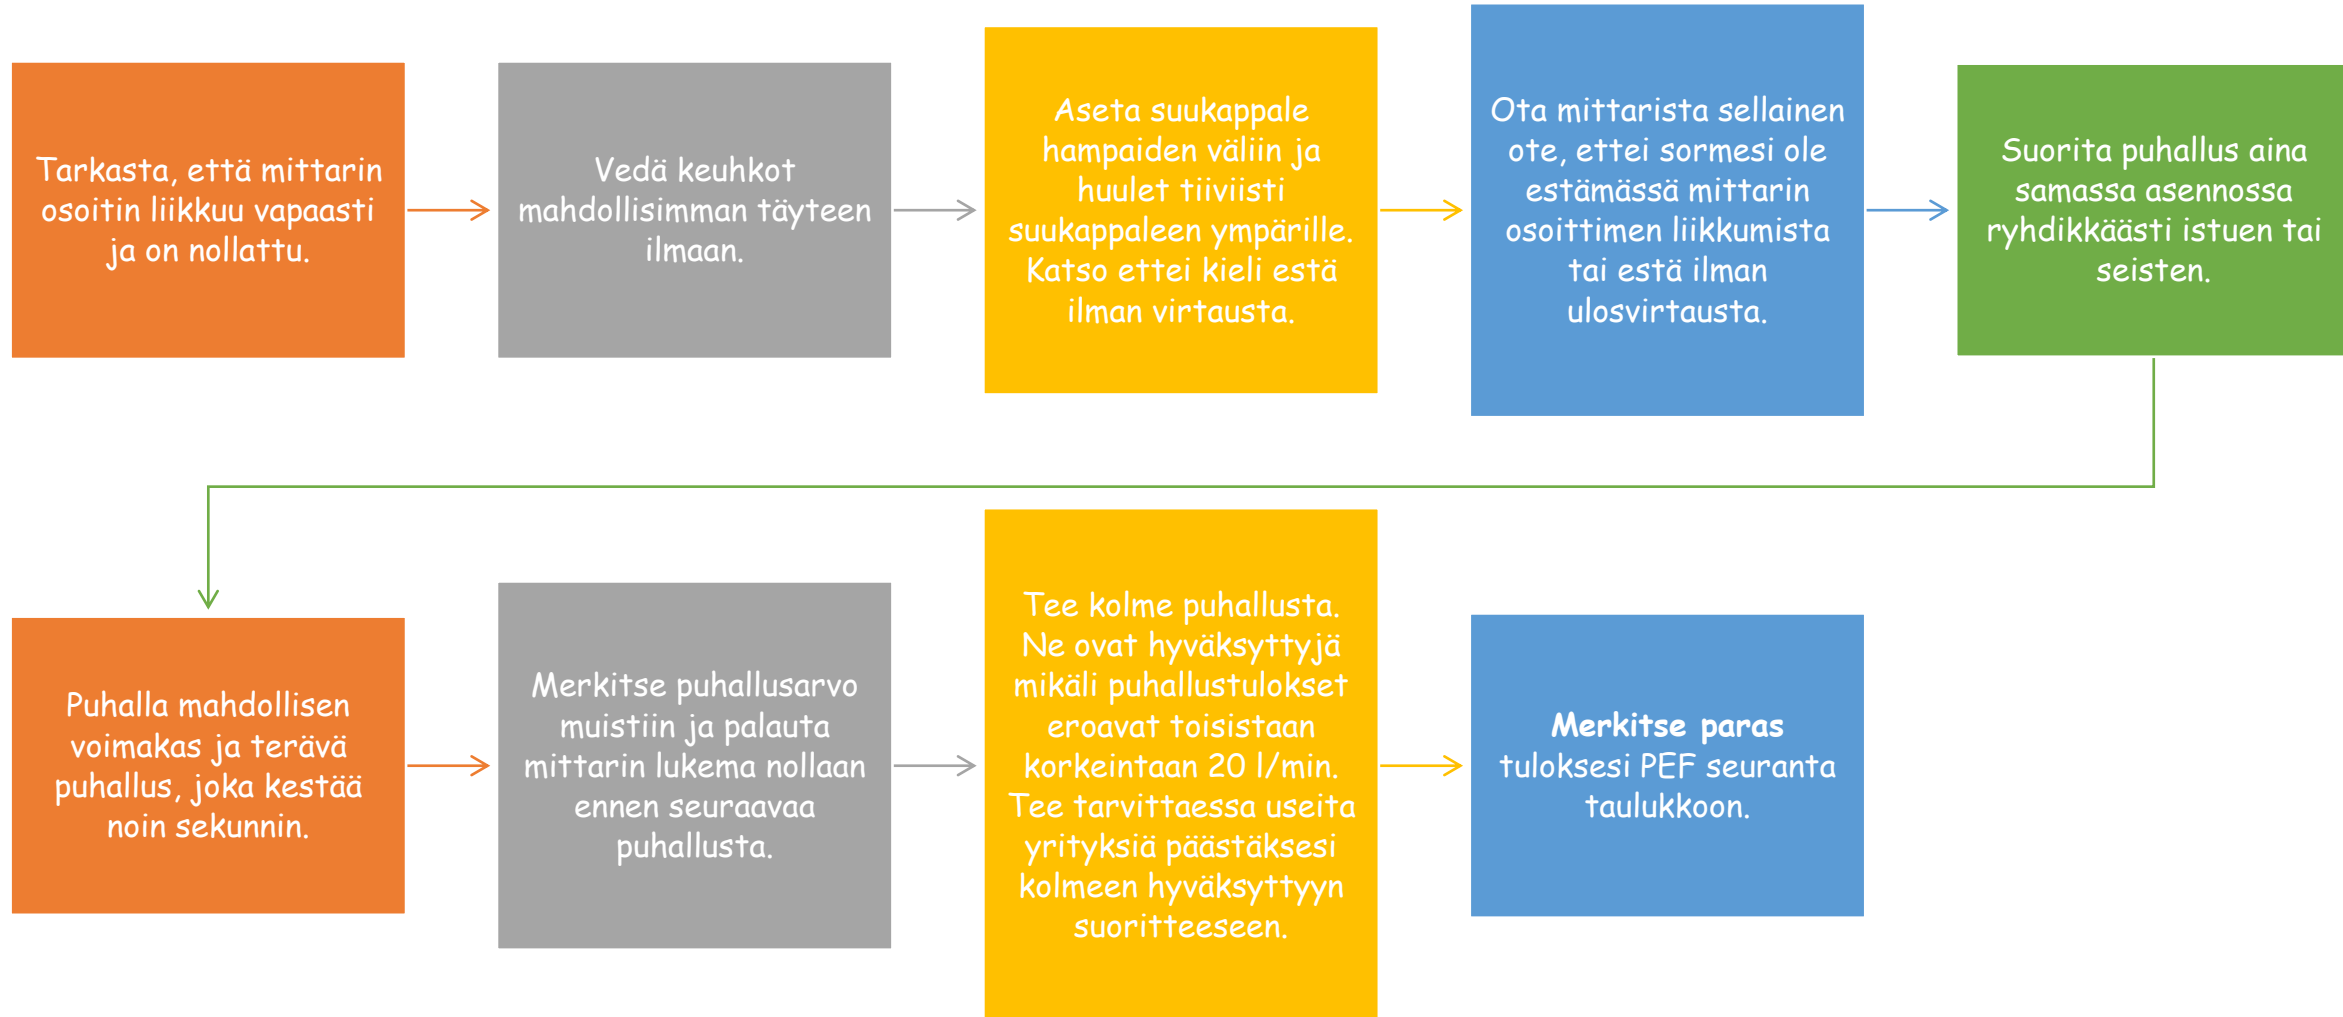 Tarkasta, että mittarin
osoitin liikkuu vapaasti
ja on nollattu.
Vedä keuhkot
mahdollisimman täyteen
ilmaan.
Aseta suukappale
hampaiden väliin ja
huulet tiiviisti
suukappaleen ympärille.
Katso ettei kieli estä
ilman virtausta.
Ota mittarista sellainen
ote, ettei sormesi ole
estämässä mittarin
osoittimen liikkumista
tai estä ilman
ulosvirtausta.
Suorita puhallus aina
samassa asennossa
ryhdikkäästi istuen tai
seisten.
Puhalla mahdollisen
voimakas ja terävä
puhallus, joka kestää
noin sekunnin.
Merkitse puhallusarvo
muistiin ja palauta
mittarin lukema nollaan
ennen seuraavaa
puhallusta.
Tee kolme puhallusta.
Ne ovat hyväksyttyjä
mikäli puhallustulokset
eroavat toisistaan
korkeintaan 20 l/min.
Tee tarvittaessa useita
yrityksiä päästäksesi
kolmeen hyväksyttyyn
suoritteeseen.
Merkitse paras
tuloksesi PEF seuranta
taulukkoon.